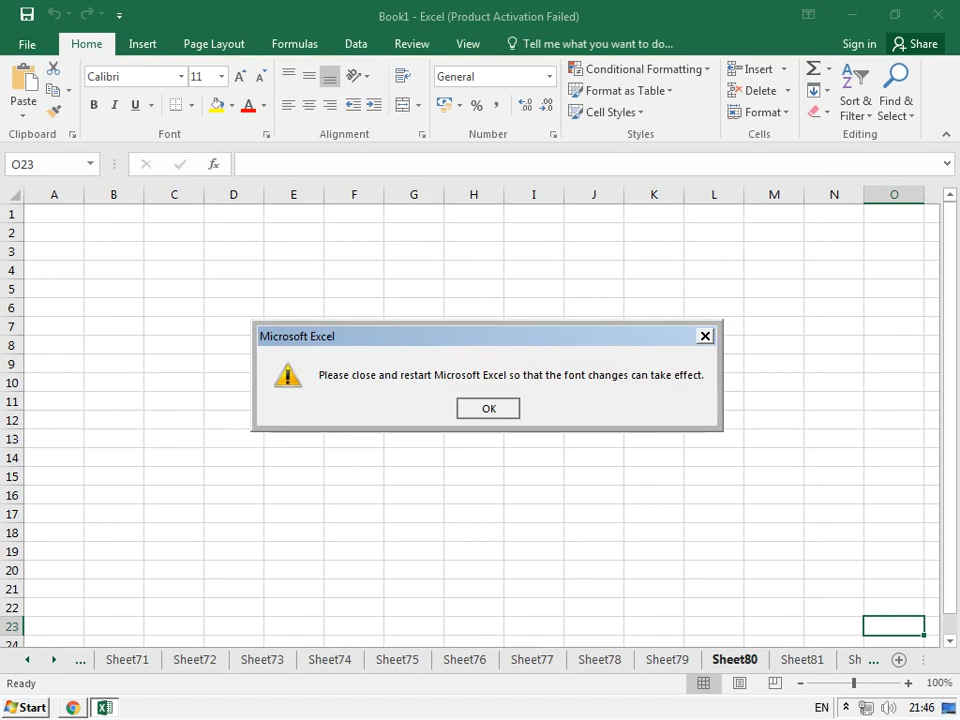 Book1 - Excel (Product Activation Failed)
File Home Insert Page Layout Formulas Data Review View Tell me what you want to do... Sign in Share
Calibri 11 A A General Conditional Formatting Insert
Paste B I U A % , .0 .00 Format as Table Delete Sort & Find &
Cell Styles Format Filter Select
Clipboard Font Alignment Number Styles Cells Editing
O23 fx
A B C D E F G H I J K L M N O
1
2
3
4
5
6
7
Microsoft Excel
8
9
Please close and restart Microsoft Excel so that the font changes can take effect.
10
11
OK
12
13
14
15
16
17
18
19
20
21
22
23
24
... Sheet71 Sheet72 Sheet73 Sheet74 Sheet75 Sheet76 Sheet77 Sheet78 Sheet79 Sheet80 Sheet81 Sh ...
Ready 100%
Start EN 21:46